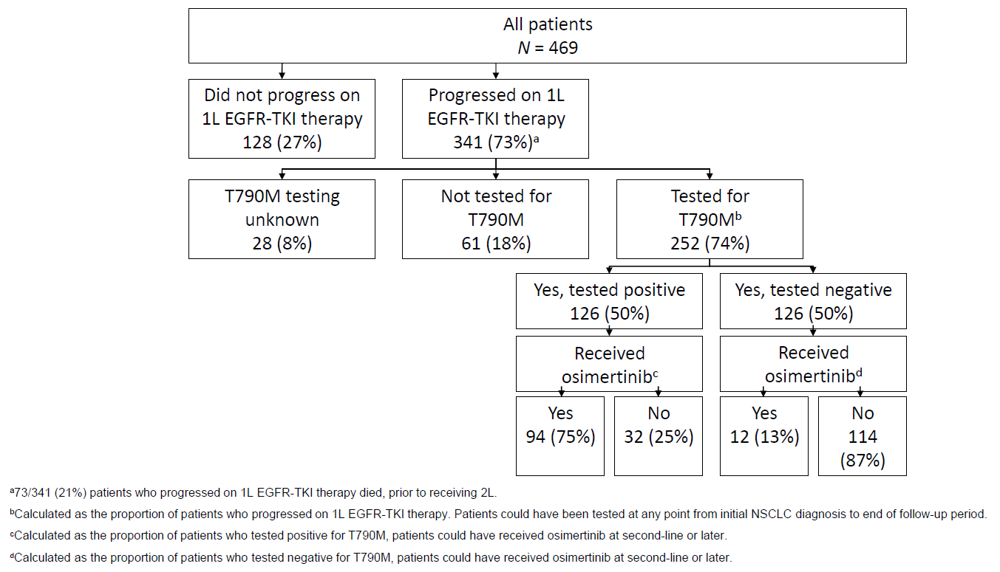 All patients
N = 469
Did not progress on
1L EGFR-TKI therapy
128 (27%)
Progressed on 1L
EGFR-TKI therapy
341 (73%)ᵃ
T790M testing
unknown
28 (8%)
Not tested for
T790M
61 (18%)
Tested for
T790Mᵇ
252 (74%)
Yes, tested positive
126 (50%)
Yes, tested negative
126 (50%)
Received
osimertinibᶜ
Received
osimertinibᵈ
Yes
94 (75%)
No
32 (25%)
Yes
12 (13%)
No
114
(87%)
ᵃ73/341 (21%) patients who progressed on 1L EGFR-TKI therapy died, prior to receiving 2L.
ᵇCalculated as the proportion of patients who progressed on 1L EGFR-TKI therapy. Patients could have been tested at any point from initial NSCLC diagnosis to end of follow-up period.
ᶜCalculated as the proportion of patients who tested positive for T790M, patients could have received osimertinib at second-line or later.
ᵈCalculated as the proportion of patients who tested negative for T790M, patients could have received osimertinib at second-line or later.